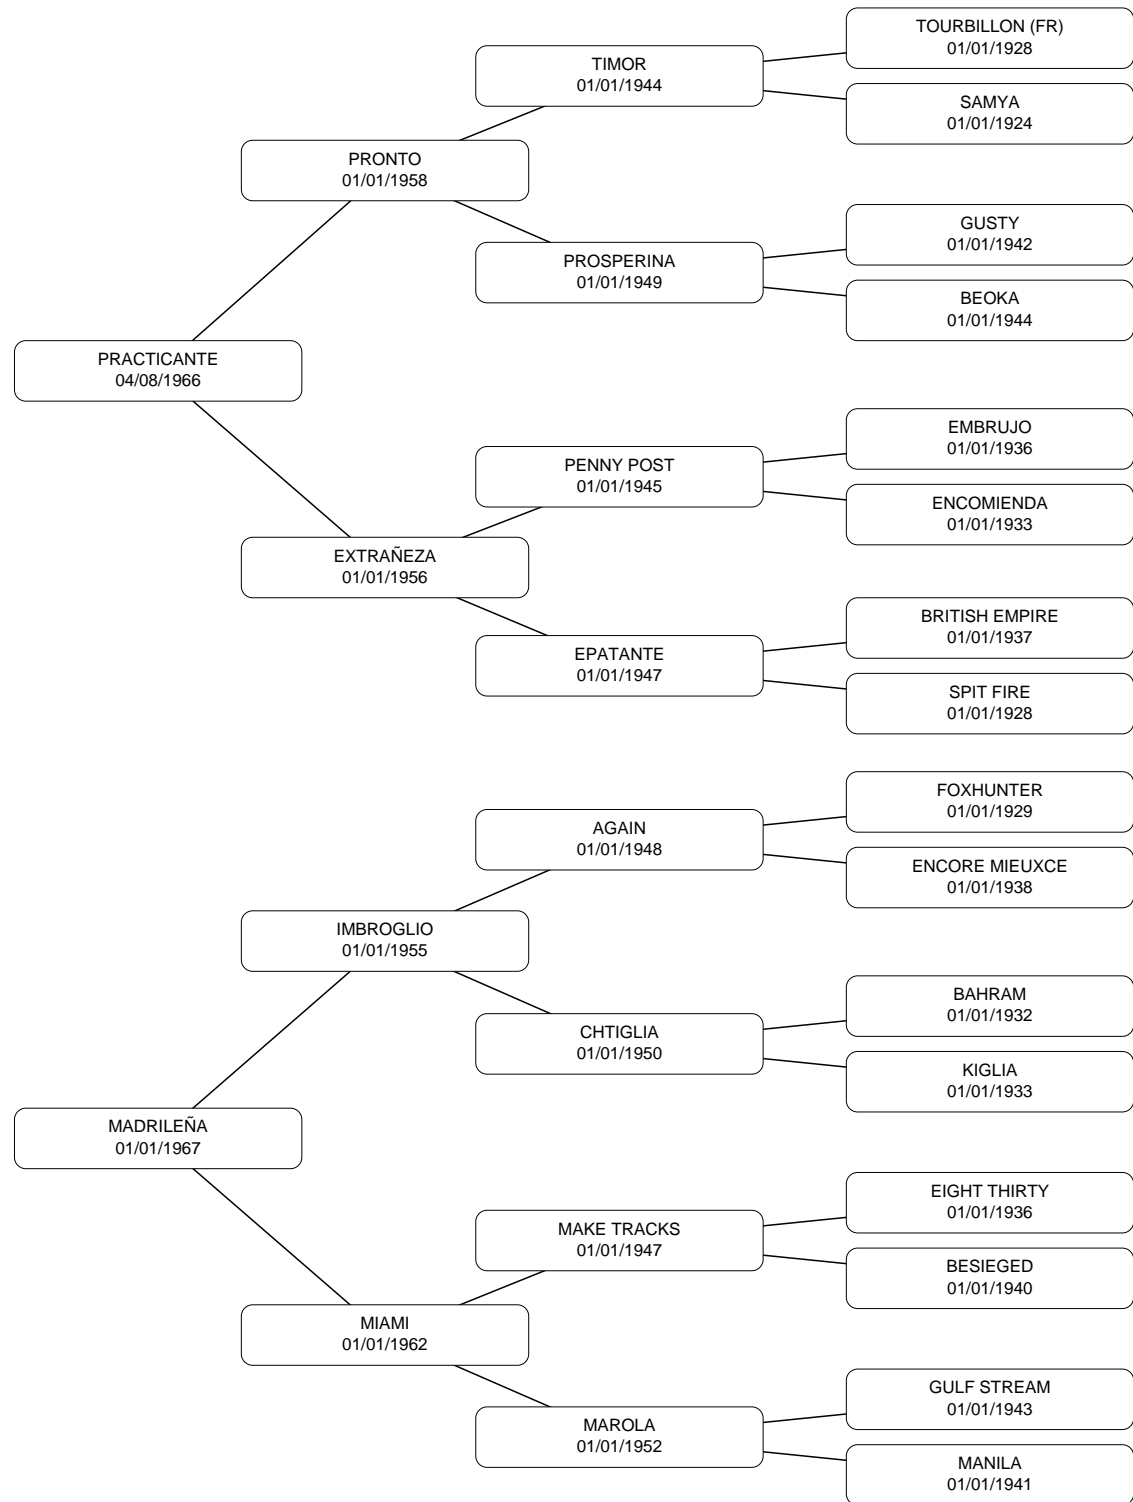 TOURBILLON (FR)
01/01/1928
TIMOR
01/01/1944
SAMYA
01/01/1924
PRONTO
01/01/1958
GUSTY
01/01/1942
PROSPERINA
01/01/1949
BEOKA
01/01/1944
PRACTICANTE
04/08/1966
EMBRUJO
01/01/1936
PENNY POST
01/01/1945
ENCOMIENDA
01/01/1933
EXTRAÑEZA
01/01/1956
BRITISH EMPIRE
01/01/1937
EPATANTE
01/01/1947
SPIT FIRE
01/01/1928
FOXHUNTER
01/01/1929
AGAIN
01/01/1948
ENCORE MIEUXCE
01/01/1938
IMBROGLIO
01/01/1955
BAHRAM
01/01/1932
CHTIGLIA
01/01/1950
KIGLIA
01/01/1933
MADRILEÑA
01/01/1967
EIGHT THIRTY
01/01/1936
MAKE TRACKS
01/01/1947
BESIEGED
01/01/1940
MIAMI
01/01/1962
GULF STREAM
01/01/1943
MAROLA
01/01/1952
MANILA
01/01/1941